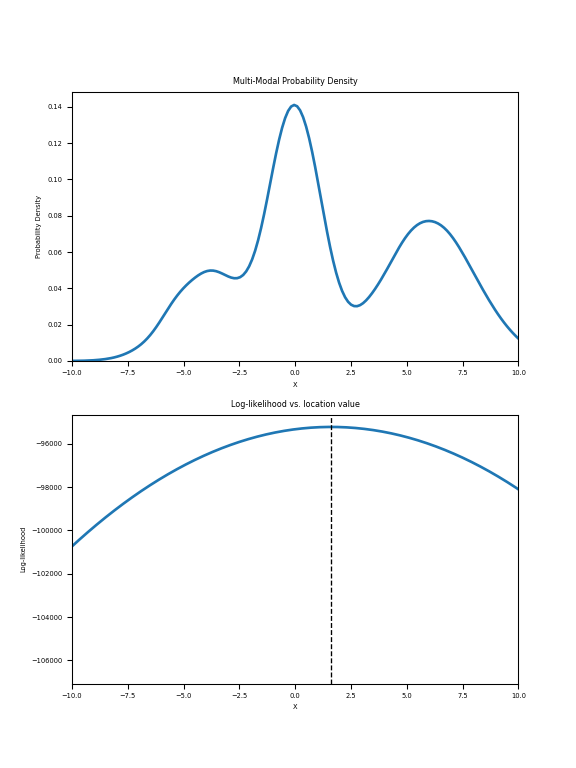 Multi-Modal Probability Density
0.14
0.12
0.10
0.08
0.06
0.04
0.02
0.00
Probability Density
−10.0 −7.5 −5.0 −2.5 0.0 2.5 5.0 7.5 10.0
X
Log-likelihood vs. location value
−96000
−98000
−100000
−102000
−104000
−106000
Log-likelihood
−10.0 −7.5 −5.0 −2.5 0.0 2.5 5.0 7.5 10.0
X